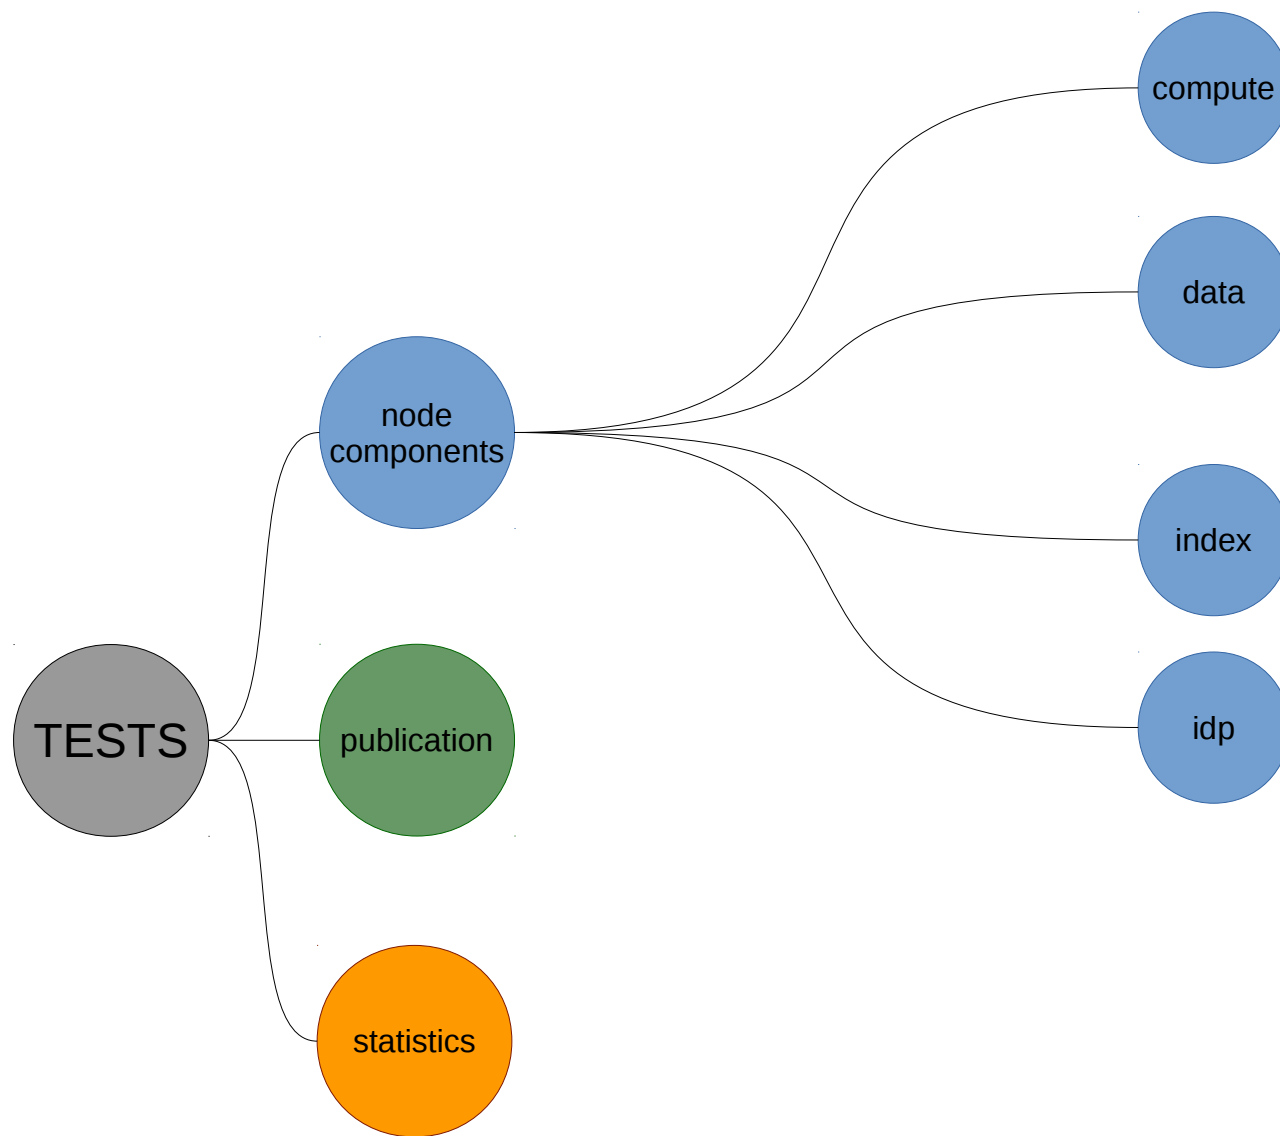 compute
data
node
components
index
TESTS
publication
idp
statistics